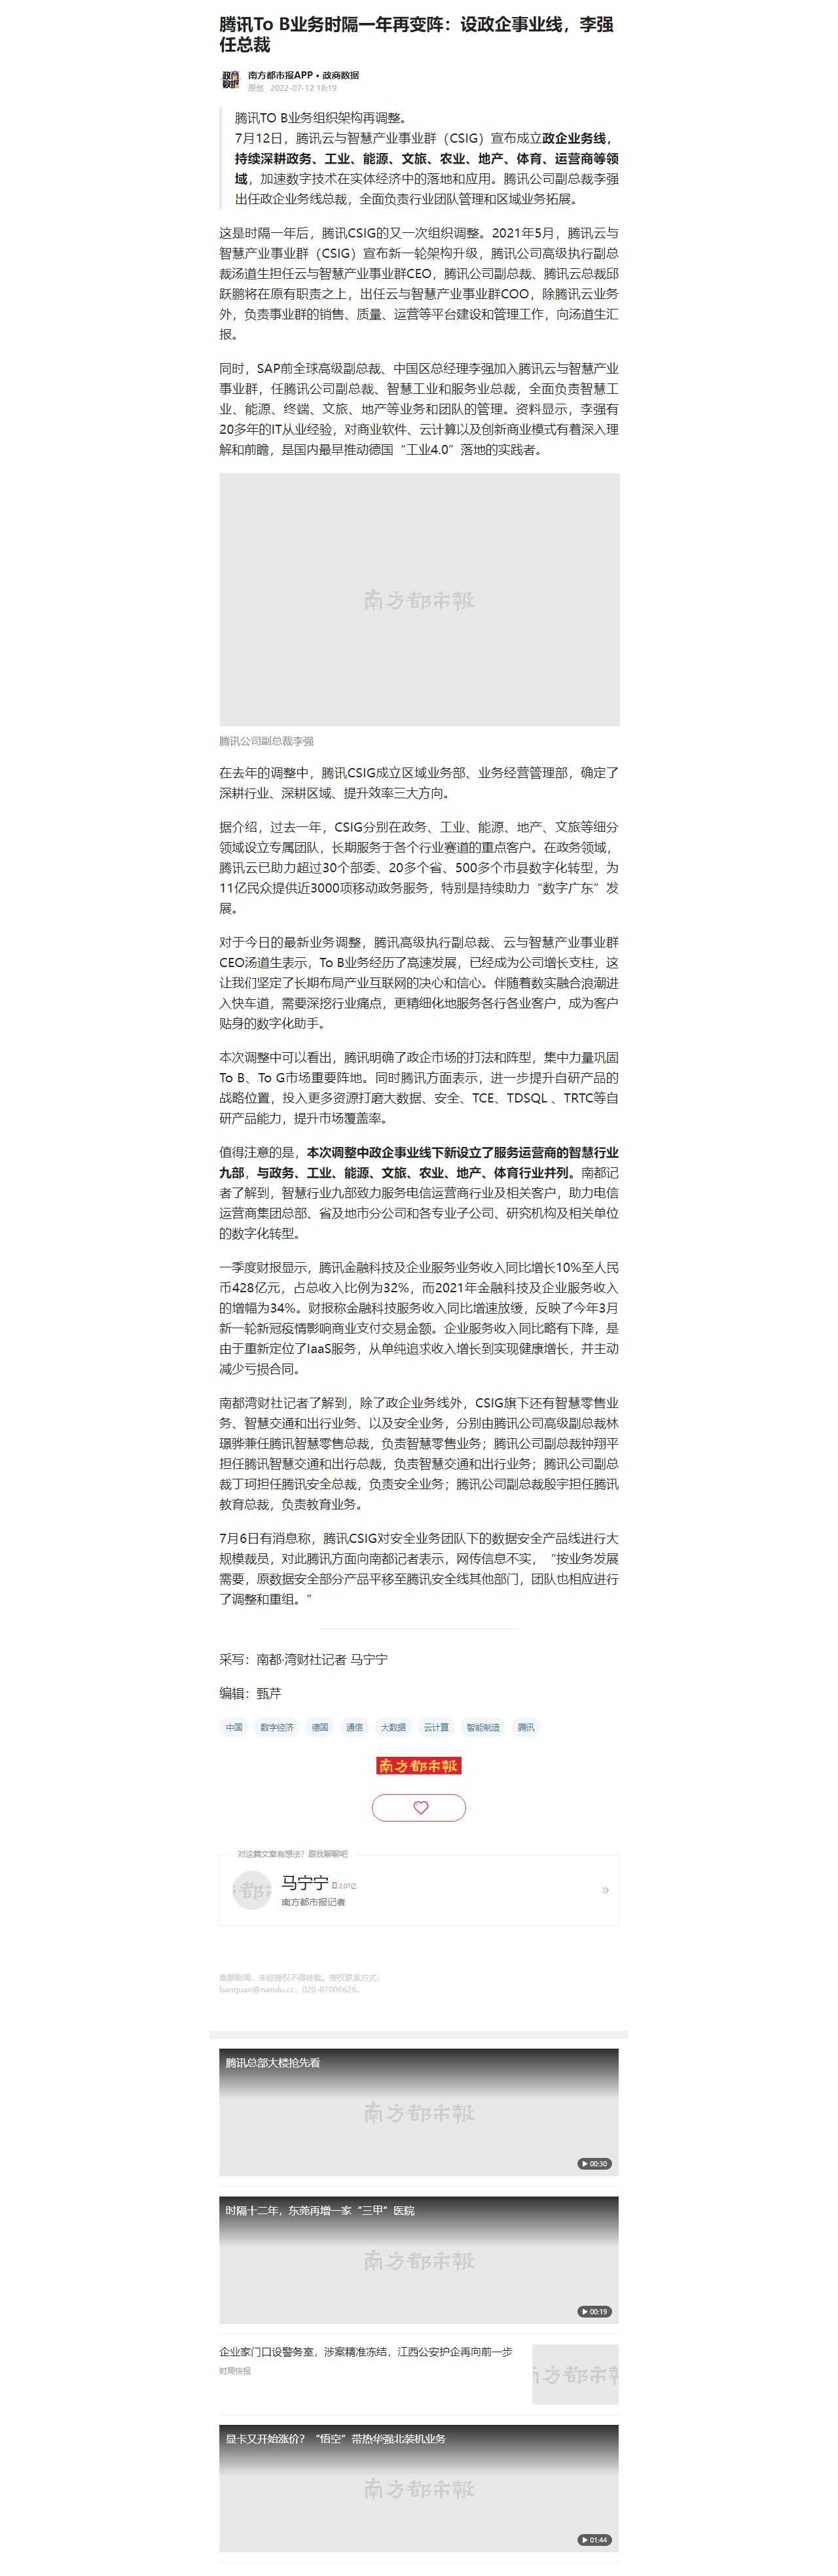 腾讯To B业务时隔一年再变阵：设政企事业线，李强
任总裁
政商
数据
南方都市报APP • 政商数据
原创 2022-07-12 18:19
腾讯TO B业务组织架构再调整。
7月12日，腾讯云与智慧产业事业群（CSIG）宣布成立政企业务线，
持续深耕政务、工业、能源、文旅、农业、地产、体育、运营商等领
域，加速数字技术在实体经济中的落地和应用。腾讯公司副总裁李强
出任政企业务线总裁，全面负责行业团队管理和区域业务拓展。
这是时隔一年后，腾讯CSIG的又一次组织调整。2021年5月，腾讯云与
智慧产业事业群（CSIG）宣布新一轮架构升级，腾讯公司高级执行副总
裁汤道生担任云与智慧产业事业群CEO，腾讯公司副总裁、腾讯云总裁邱
跃鹏将在原有职责之上，出任云与智慧产业事业群COO，除腾讯云业务
外，负责事业群的销售、质量、运营等平台建设和管理工作，向汤道生汇
报。
同时，SAP前全球高级副总裁、中国区总经理李强加入腾讯云与智慧产业
事业群，任腾讯公司副总裁、智慧工业和服务业总裁，全面负责智慧工
业、能源、终端、文旅、地产等业务和团队的管理。资料显示，李强有
20多年的IT从业经验，对商业软件、云计算以及创新商业模式有着深入理
解和前瞻，是国内最早推动德国“工业4.0”落地的实践者。
南方都市報
腾讯公司副总裁李强
在去年的调整中，腾讯CSIG成立区域业务部、业务经营管理部，确定了
深耕行业、深耕区域、提升效率三大方向。
据介绍，过去一年，CSIG分别在政务、工业、能源、地产、文旅等细分
领域设立专属团队，长期服务于各个行业赛道的重点客户。在政务领域，
腾讯云已助力超过30个部委、20多个省、500多个市县数字化转型，为
11亿民众提供近3000项移动政务服务，特别是持续助力“数字广东”发
展。
对于今日的最新业务调整，腾讯高级执行副总裁、云与智慧产业事业群
CEO汤道生表示，To B业务经历了高速发展，已经成为公司增长支柱，这
让我们坚定了长期布局产业互联网的决心和信心。伴随着数实融合浪潮进
入快车道，需要深挖行业痛点，更精细化地服务各行各业客户，成为客户
贴身的数字化助手。
本次调整中可以看出，腾讯明确了政企市场的打法和阵型，集中力量巩固
To B、To G市场重要阵地。同时腾讯方面表示，进一步提升自研产品的
战略位置，投入更多资源打磨大数据、安全、TCE、TDSQL 、TRTC等自
研产品能力，提升市场覆盖率。
值得注意的是，本次调整中政企事业线下新设立了服务运营商的智慧行业
九部，与政务、工业、能源、文旅、农业、地产、体育行业并列。南都记
者了解到，智慧行业九部致力服务电信运营商行业及相关客户，助力电信
运营商集团总部、省及地市分公司和各专业子公司、研究机构及相关单位
的数字化转型。
一季度财报显示，腾讯金融科技及企业服务业务收入同比增长10%至人民
币428亿元，占总收入比例为32%，而2021年金融科技及企业服务收入
的增幅为34%。财报称金融科技服务收入同比增速放缓，反映了今年3月
新一轮新冠疫情影响商业支付交易金额。企业服务收入同比略有下降，是
由于重新定位了IaaS服务，从单纯追求收入增长到实现健康增长，并主动
减少亏损合同。
南都湾财社记者了解到，除了政企业务线外，CSIG旗下还有智慧零售业
务、智慧交通和出行业务、以及安全业务，分别由腾讯公司高级副总裁林
璟骅兼任腾讯智慧零售总裁，负责智慧零售业务；腾讯公司副总裁钟翔平
担任腾讯智慧交通和出行总裁，负责智慧交通和出行业务；腾讯公司副总
裁丁珂担任腾讯安全总裁，负责安全业务；腾讯公司副总裁殷宇担任腾讯
教育总裁，负责教育业务。
7月6日有消息称，腾讯CSIG对安全业务团队下的数据安全产品线进行大
规模裁员，对此腾讯方面向南都记者表示，网传信息不实，“按业务发展
需要，原数据安全部分产品平移至腾讯安全线其他部门，团队也相应进行
了调整和重组。”
采写：南都·湾财社记者 马宁宁
编辑：甄芹
中国 数字经济 德国 通信 大数据 云计算 智能制造 腾讯
南方都市報
对这篇文章有想法？跟我聊聊吧
马宁宁 2.07亿
南方都市报记者
南都新闻，未经授权不得转载。授权联系方式：
banquan@nandu.cc，020-87006626。
腾讯总部大楼抢先看
南方都市報
00:30
时隔十二年，东莞再增一家“三甲”医院
南方都市報
00:19
企业家门口设警务室，涉案精准冻结，江西公安护企再向前一步
时局快报
南方都市報
显卡又开始涨价？“悟空”带热华强北装机业务
南方都市報
01:44